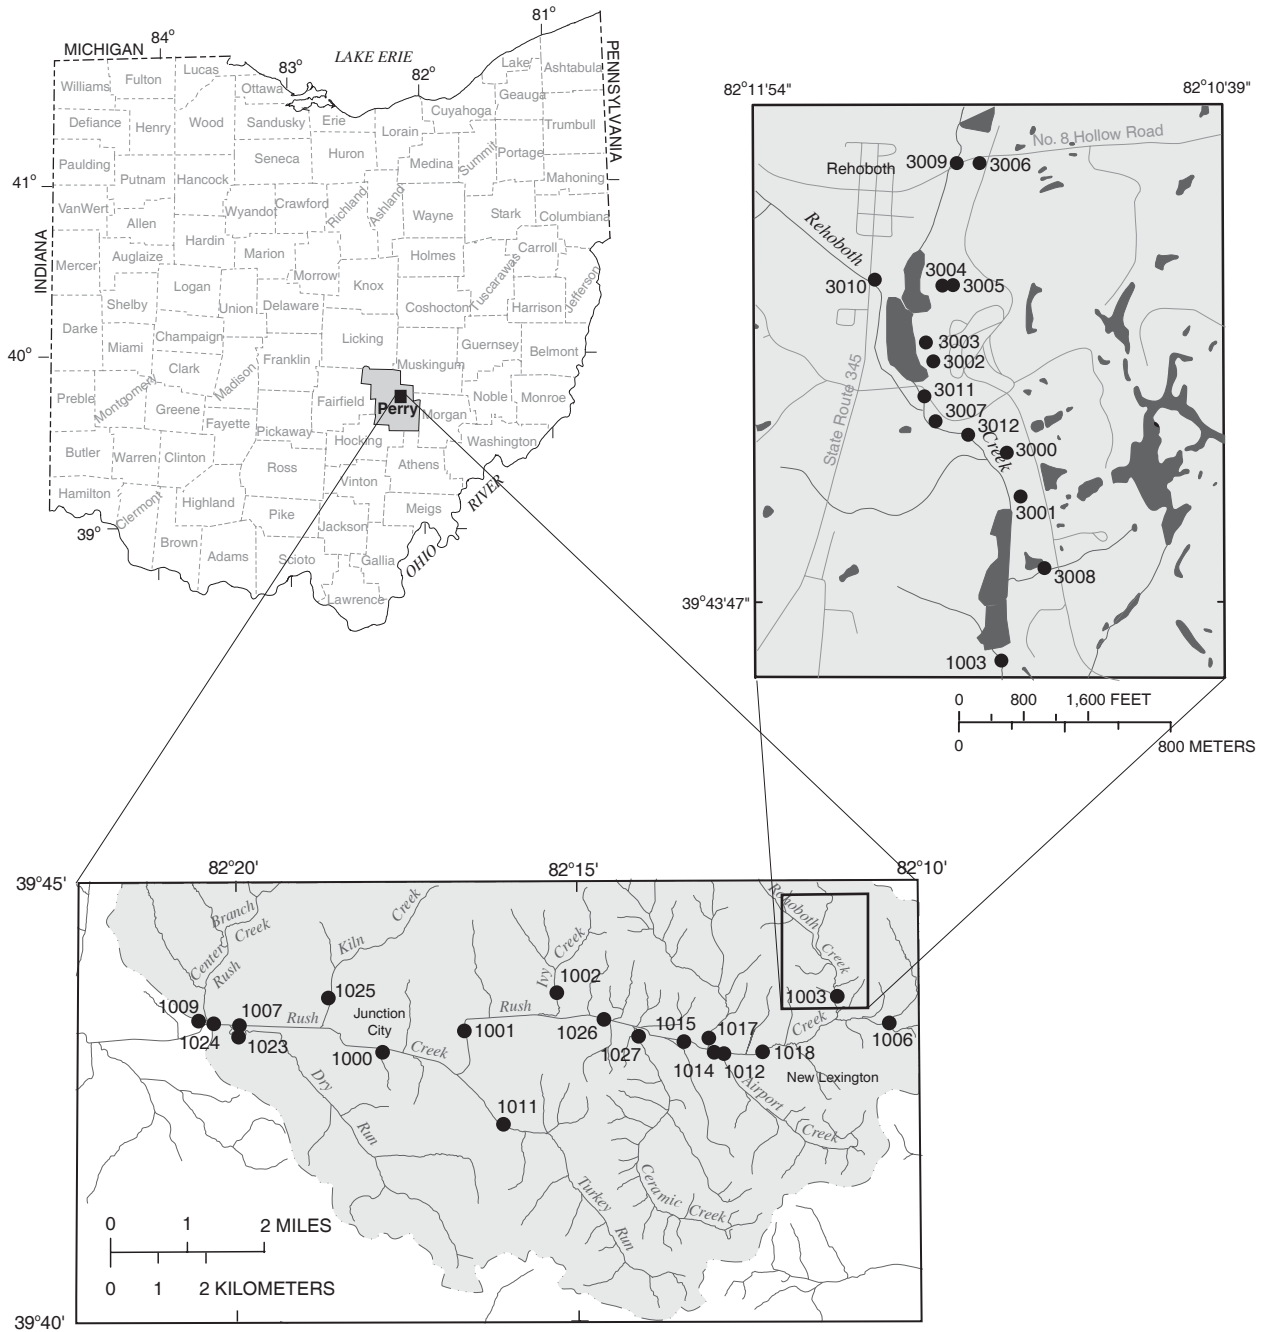 81°
84°
MICHIGAN
LAKE ERIE
PENNSYLVANIA
83°
82°
Williams
Fulton
Lucas
Ottawa
Lake
Ashtabula
Geauga
Cuyahoga
Defiance
Henry
Wood
Sandusky
Erie
Lorain
Trumbull
Paulding
Putnam
Hancock
Seneca
Huron
Medina
Summit
Portage
Mahoning
41°
VanWert
Allen
Wyandot
Crawford
Richland
Ashland
Wayne
Stark
Columbiana
INDIANA
Mercer
Auglaize
Hardin
Marion
Morrow
Holmes
Tuscarawas
Carroll
Jefferson
Shelby
Logan
Union
Delaware
Knox
Coshocton
Harrison
40°
Darke
Miami
Champaign
Clark
Madison
Franklin
Licking
Muskingum
Guernsey
Belmont
Preble
Montgomery
Greene
Fayette
Pickaway
Fairfield
Perry
Morgan
Noble
Monroe
Butler
Warren
Clinton
Ross
Hocking
Athens
Washington
Hamilton
Clermont
Highland
Pike
Vinton
Meigs
RIVER
39°
Brown
Adams
Scioto
Jackson
Gallia
OHIO
Lawrence
82°11'54"
82°10'39"
No. 8 Hollow Road
Rehoboth
3009
3006
Rehoboth
3010
3004
3005
3003
3002
State Route 345
3011
3007
3012
Creek
3000
3001
3008
39°43'47"
1003
0
800
1,600 FEET
0
800 METERS
82°20'
82°15'
82°10'
39°45'
Branch
Creek
Center
Rush
Kiln
Creek
Ivy
Creek
Rehoboth
Creek
1009
1024
1007
1023
1025
Rush
Junction
City
1000
Creek
1001
Rush
1002
1026
1027
1015
1014
1017
1012
1018
1003
Creek
1006
New Lexington
Dry
Run
1011
Airport
Creek
Turkey
Run
Ceramic
Creek
0
1
2 MILES
0
1
2 KILOMETERS
39°40'